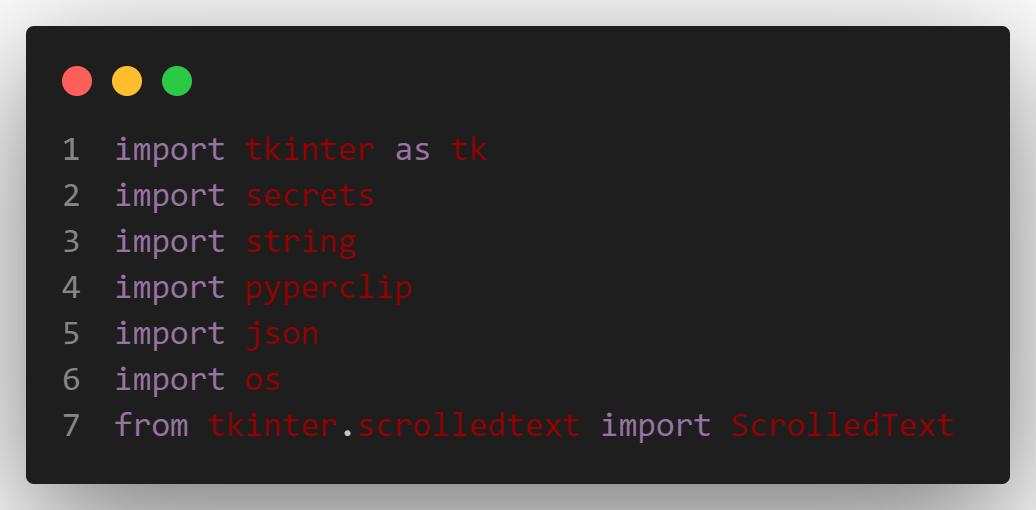 1 import tkinter as tk
2 import secrets
3 import string
4 import pyperclip
5 import json
6 import os
7 from tkinter.scrolledtext import ScrolledText